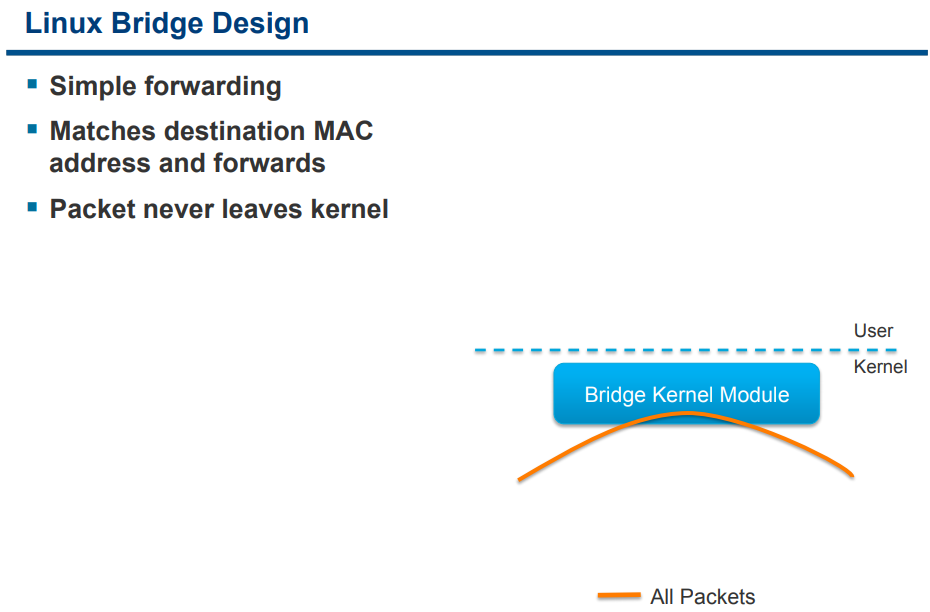 Linux Bridge Design
Simple forwarding
Matches destination MAC
address and forwards
Packet never leaves kernel
User
Kernel
Bridge Kernel Module
All Packets